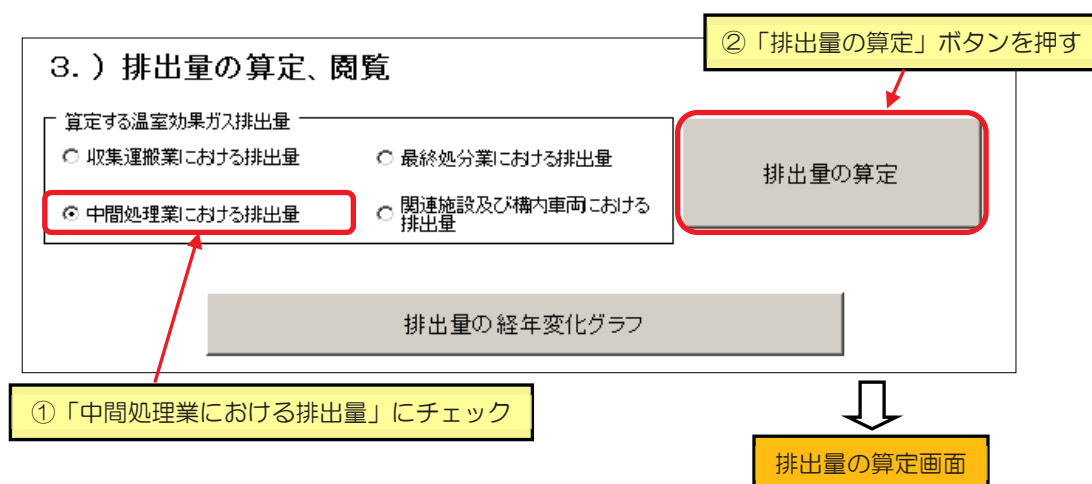 ②「排出量の算定」ボタンを押す
3．）排出量の算定、閲覧
算定する温室効果ガス排出量
収集運搬業における排出量
最終処分業における排出量
中間処理業における排出量
関連施設及び構内車両における
排出量
排出量の算定
排出量の経年変化グラフ
①「中間処理業における排出量」にチェック
排出量の算定画面